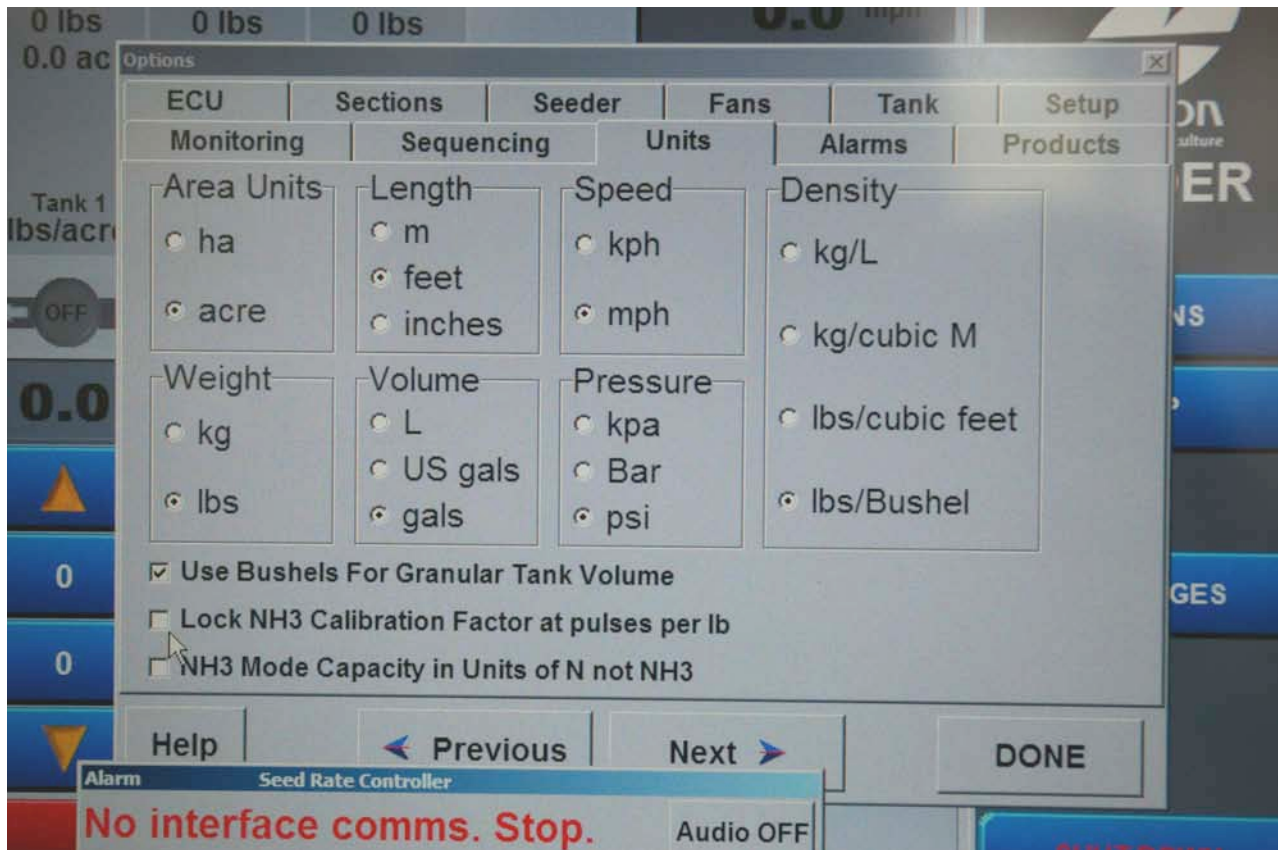 0 lbs 0 lbs 0 lbs 0.0 mph
0.0 ac
Options
ECU Sections Seeder Fans Tank Setup
Monitoring Sequencing Units Alarms Products
Area Units Length Speed Density
ha m kph kg/L
feet
acre inches mph kg/cubic M
Weight Volume Pressure
kg L kpa lbs/cubic feet
US gals Bar
lbs gals psi lbs/Bushel
Use Bushels For Granular Tank Volume
Lock NH3 Calibration Factor at pulses per lb
NH3 Mode Capacity in Units of N not NH3
Help Previous Next DONE
Tank 1
OFF
0.0
0
0
ER
NS
GES
Alarm Seed Rate Controller
No interface comms. Stop. Audio OFF